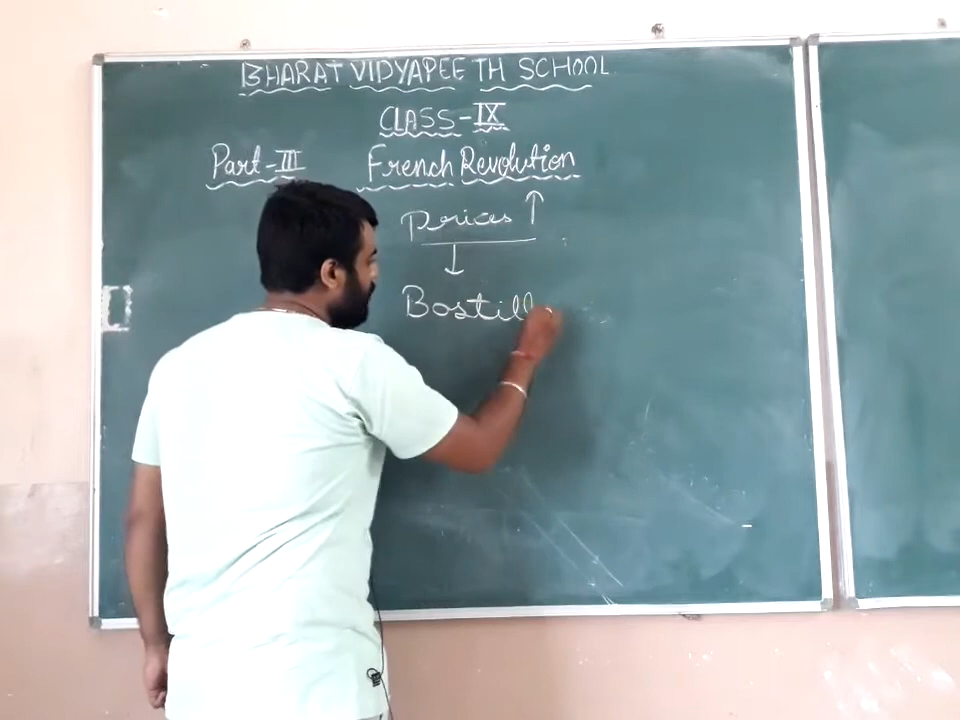 BHARAT VIDYAPEETH SCHOOL
CLASS-IX
Part-III French Revolution
Prices ↑
↓
Bostill